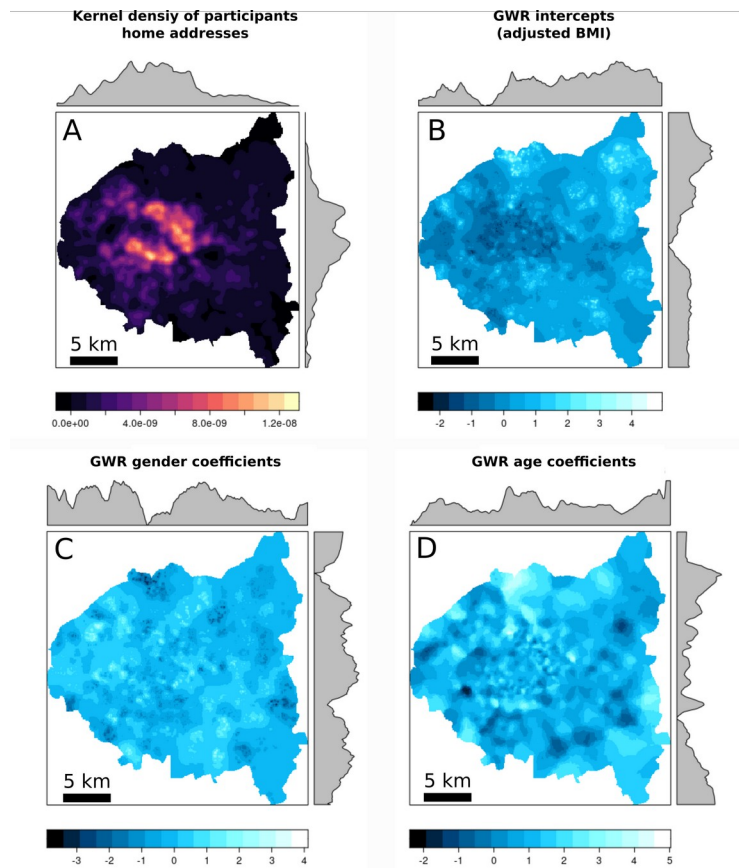 Kernel densiy of participants
home addresses
GWR intercepts
(adjusted BMI)
A
B
5 km
5 km
0.0e+00 4.0e-09 8.0e-09 1.2e-08
-2 -1 0 1 2 3 4
GWR gender coefficients
GWR age coefficients
C
D
5 km
5 km
-3 -2 -1 0 1 2 3 4
-2 -1 0 1 2 3 4 5